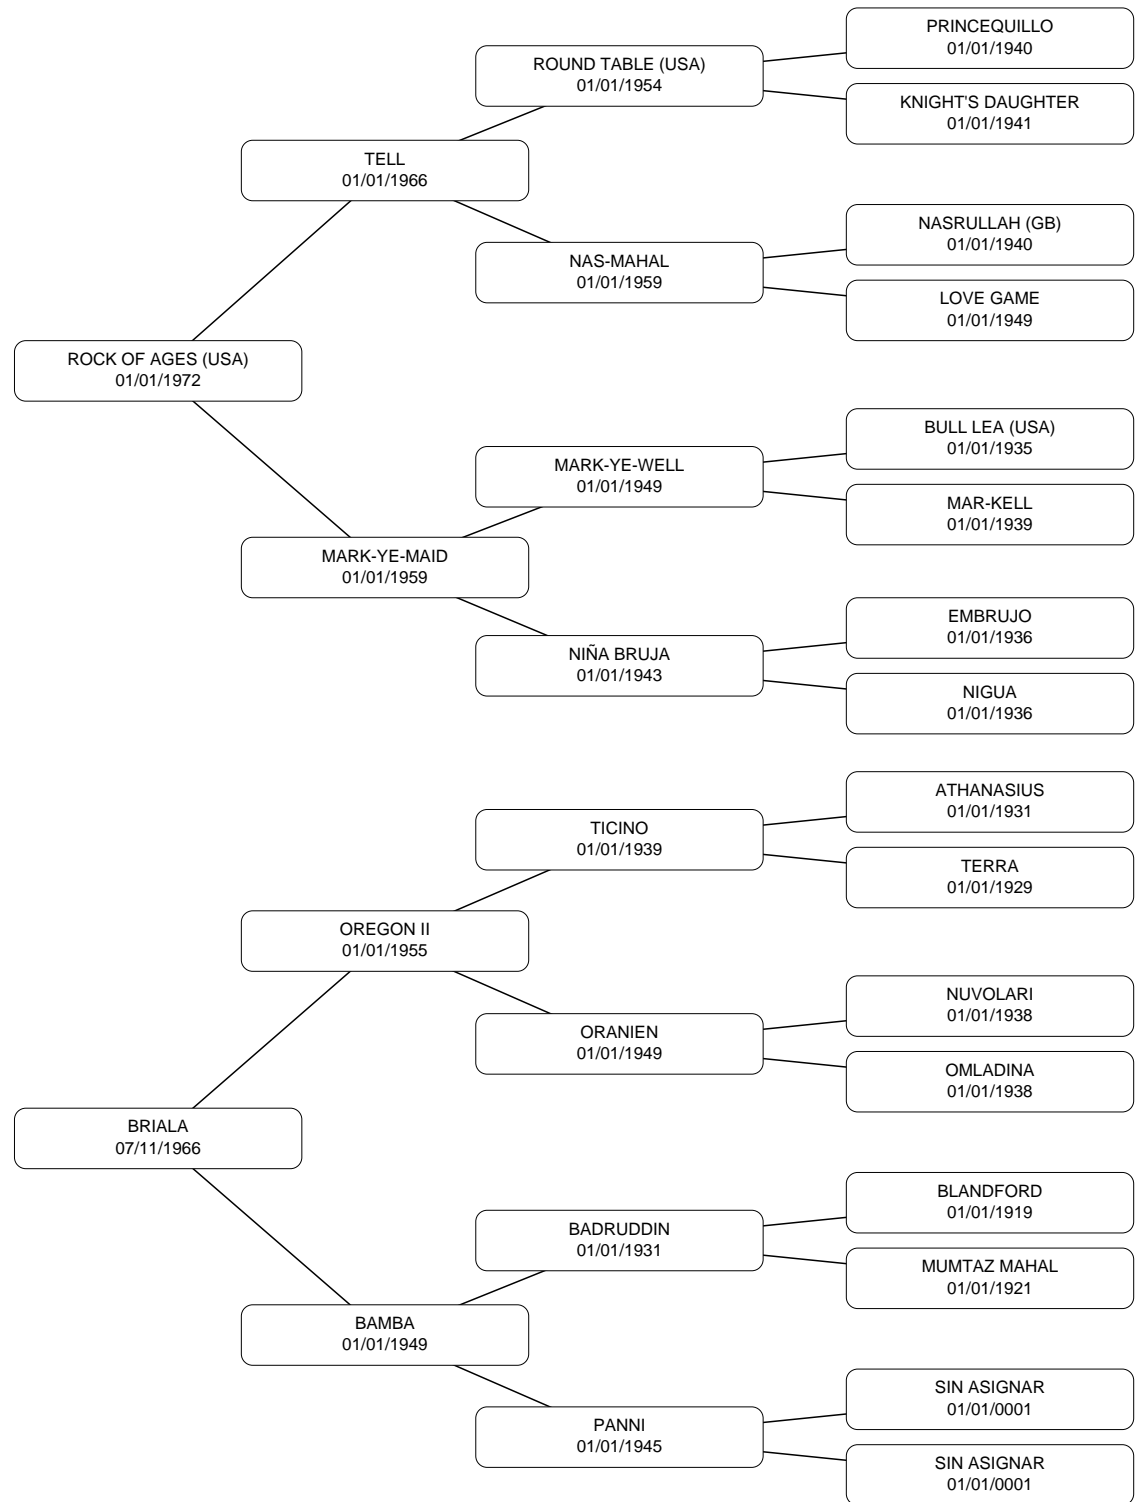 PRINCEQUILLO
01/01/1940
ROUND TABLE (USA)
01/01/1954
KNIGHT'S DAUGHTER
01/01/1941
TELL
01/01/1966
NASRULLAH (GB)
01/01/1940
NAS-MAHAL
01/01/1959
LOVE GAME
01/01/1949
ROCK OF AGES (USA)
01/01/1972
BULL LEA (USA)
01/01/1935
MARK-YE-WELL
01/01/1949
MAR-KELL
01/01/1939
MARK-YE-MAID
01/01/1959
EMBRUJO
01/01/1936
NIÑA BRUJA
01/01/1943
NIGUA
01/01/1936
ATHANASIUS
01/01/1931
TICINO
01/01/1939
TERRA
01/01/1929
OREGON II
01/01/1955
NUVOLARI
01/01/1938
ORANIEN
01/01/1949
OMLADINA
01/01/1938
BRIALA
07/11/1966
BLANDFORD
01/01/1919
BADRUDDIN
01/01/1931
MUMTAZ MAHAL
01/01/1921
BAMBA
01/01/1949
SIN ASIGNAR
01/01/0001
PANNI
01/01/1945
SIN ASIGNAR
01/01/0001